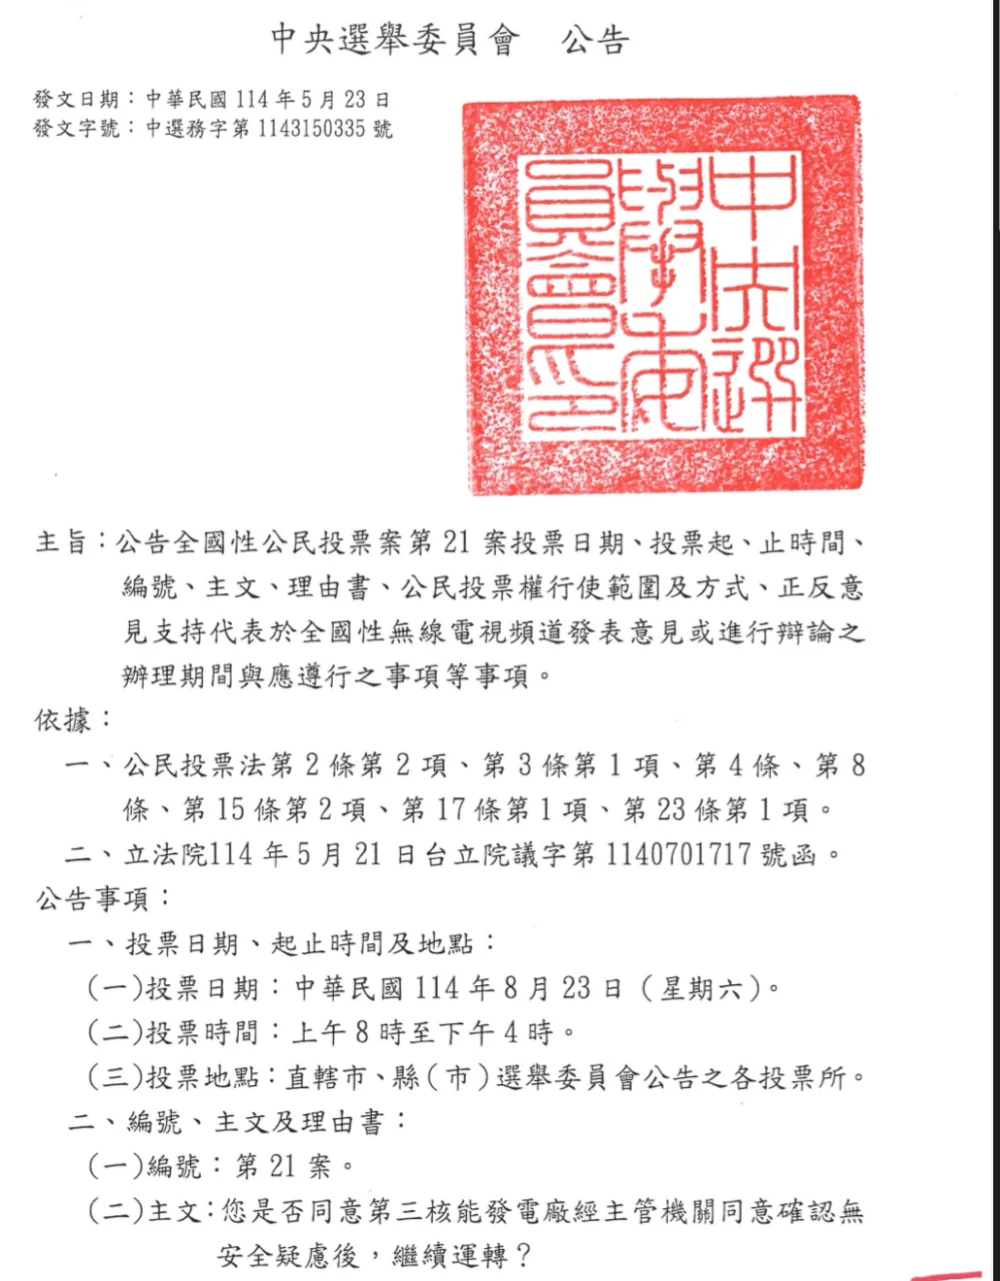 中央選舉委員會　公告
發文日期：中華民國 114 年 5 月 23 日
發文字號：中選務字第 1143150335 號
中央選
舉委
員會印
主旨：公告全國性公民投票案第 21 案投票日期、投票起、止時間、
編號、主文、理由書、公民投票權行使範圍及方式、正反意
見支持代表於全國性無線電視頻道發表意見或進行辯論之
辦理期間與應遵行之事項等事項。
依據：
一、公民投票法第 2 條第 2 項、第 3 條第 1 項、第 4 條、第 8
條、第 15 條第 2 項、第 17 條第 1 項、第 23 條第 1 項。
二、立法院114 年 5 月 21 日台立院議字第 1140701717 號函。
公告事項：
一、投票日期、起止時間及地點：
(一)投票日期：中華民國 114 年 8 月 23 日（星期六）。
(二)投票時間：上午 8 時至下午 4 時。
(三)投票地點：直轄市、縣（市）選舉委員會公告之各投票所。
二、編號、主文及理由書：
(一)編號：第 21 案。
(二)主文：您是否同意第三核能發電廠經主管機關同意確認無
安全疑慮後，繼續運轉？